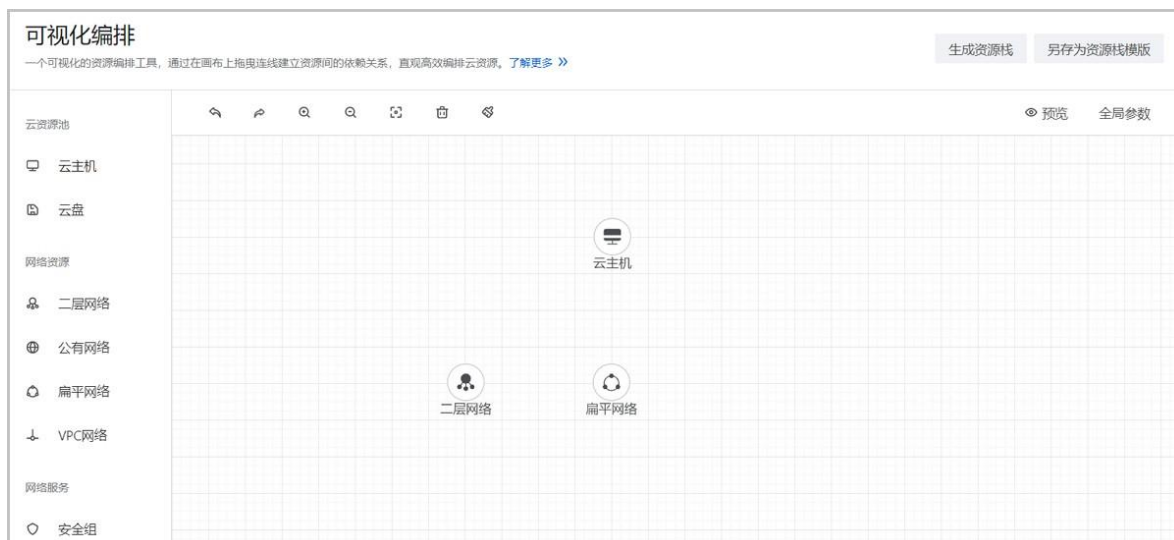 可视化编排
生成资源栈 另存为资源栈模版
一个可视化的资源编排工具，通过在画布上拖曳连线建立资源间的依赖关系，直观高效编排云资源。了解更多 »
预览 全局参数
云资源池
云主机
云盘
网络资源
二层网络
公有网络
扁平网络
VPC网络
网络服务
安全组
云主机
二层网络 扁平网络